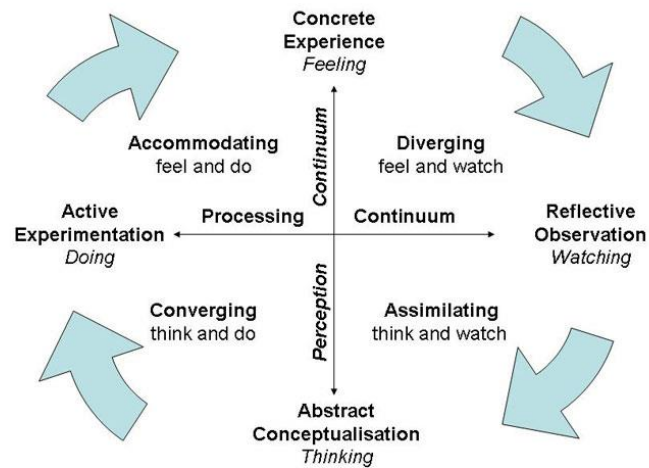 Concrete
Experience
Feeling
Accommodating
feel and do
Continuum
Diverging
feel and watch
Active
Experimentation
Doing
Processing
Continuum
Reflective
Observation
Watching
Converging
think and do
Perception
Assimilating
think and watch
Abstract
Conceptualisation
Thinking